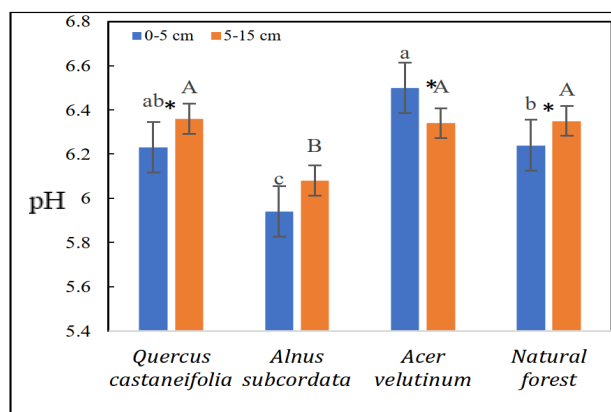 6.8
0-5 cm 5-15 cm
6.6
6.4
6.2
6
5.8
5.6
5.4
pH
ab* A
c B
a *A
b * A
Quercus castaneifolia
Alnus subcordata
Acer velutinum
Natural forest